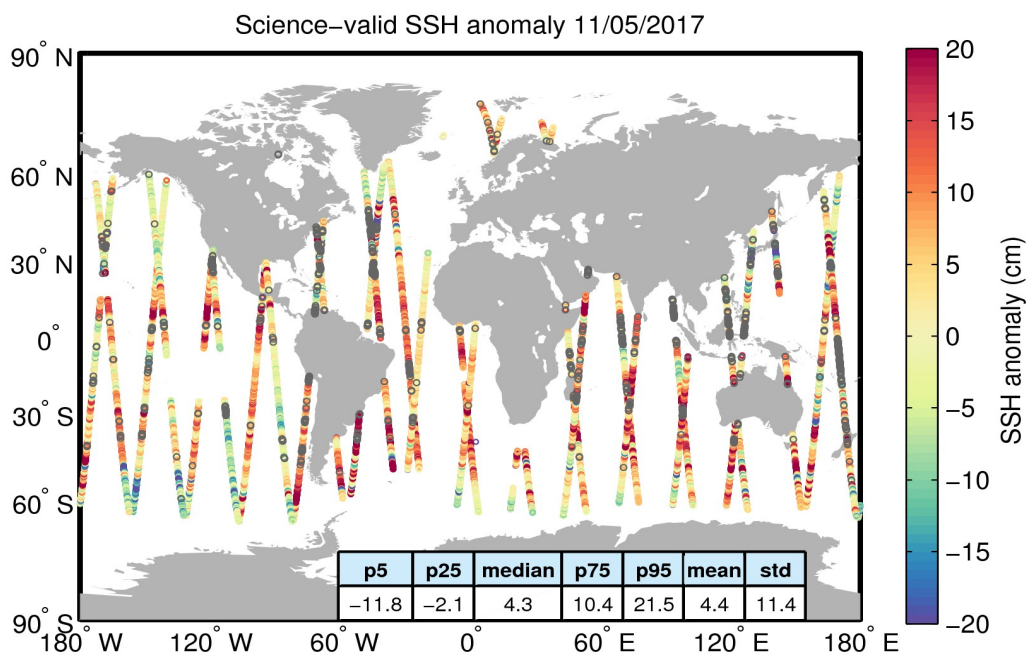 Science−valid SSH anomaly 11/05/2017
90° N
60° N
30° N
0°
30° S
60° S
90° S
180° W
120° W
60° W
0°
60° E
120° E
180° E
p5 p25 median p75 p95 mean std
−11.8 −2.1 4.3 10.4 21.5 4.4 11.4
20
15
10
5
0
−5
−10
−15
−20
SSH anomaly (cm)